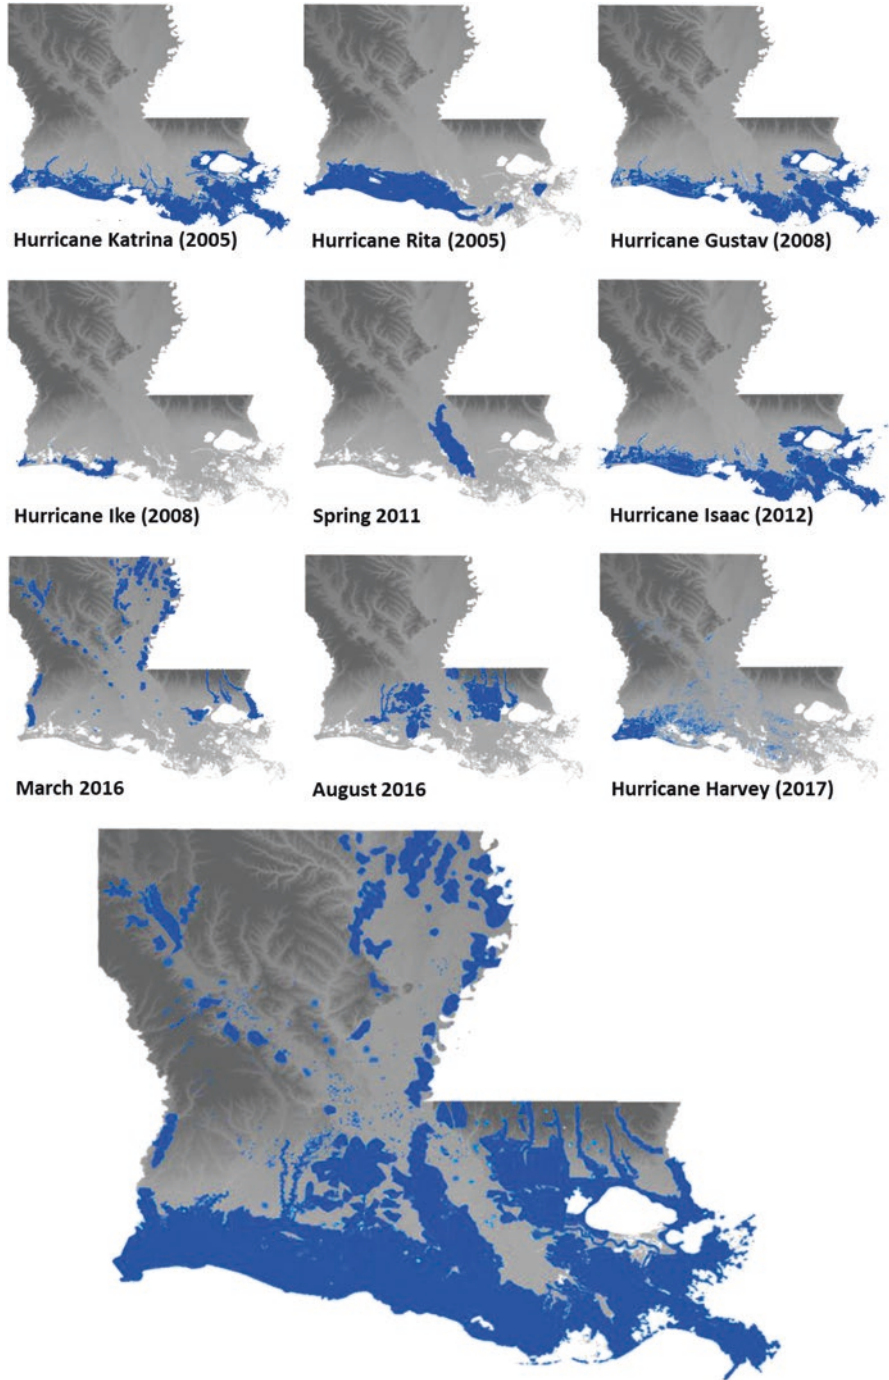 Hurricane Katrina (2005)
Hurricane Rita (2005)
Hurricane Gustav (2008)
Hurricane Ike (2008)
Spring 2011
Hurricane Isaac (2012)
March 2016
August 2016
Hurricane Harvey (2017)